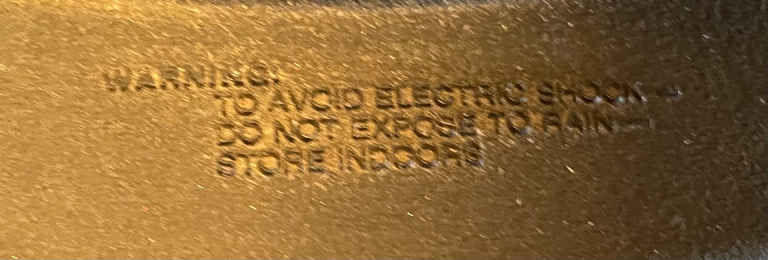 WARNING:
TO AVOID ELECTRIC SHOCK—
DO NOT EXPOSE TO RAIN—
STORE INDOORS